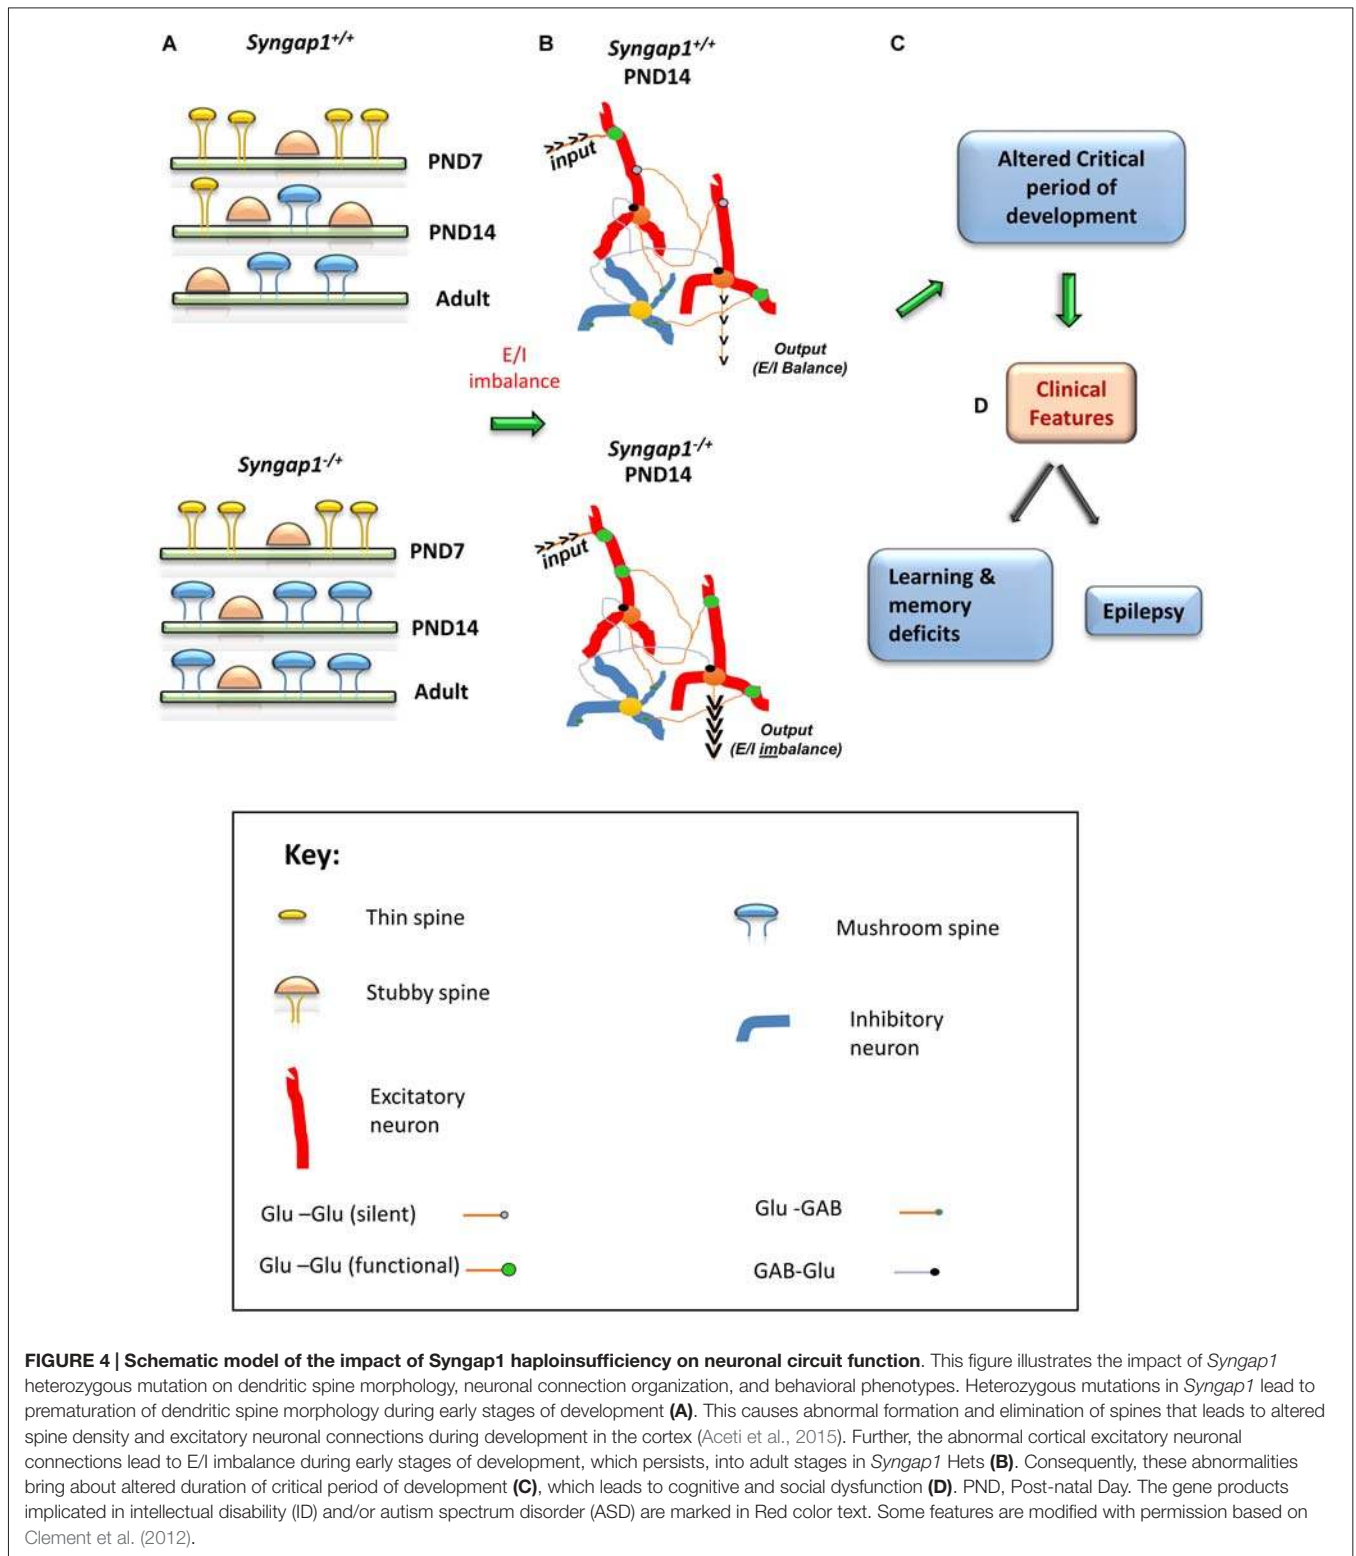 A
Syngap1+/+
PND7
PND14
Adult
E/I
imbalance
Syngap1-/+
PND7
PND14
Adult
B
Syngap1+/+
PND14
>>>>
input
v
v
v
v
Output
(E/I Balance)
Syngap1-/+
PND14
>>>>
input
Output
(E/I imbalance)
C
Altered Critical
period of
development
D
Clinical
Features
Learning &
memory
deficits
Epilepsy
Key:
Thin spine
Mushroom spine
Stubby spine
Inhibitory
neuron
Excitatory
neuron
Glu –Glu (silent)
Glu -GAB
Glu –Glu (functional)
GAB-Glu
FIGURE 4 | Schematic model of the impact of Syngap1 haploinsufficiency on neuronal circuit function. This figure illustrates the impact of Syngap1
heterozygous mutation on dendritic spine morphology, neuronal connection organization, and behavioral phenotypes. Heterozygous mutations in Syngap1 lead to
prematuration of dendritic spine morphology during early stages of development (A). This causes abnormal formation and elimination of spines that leads to altered
spine density and excitatory neuronal connections during development in the cortex (Aceti et al., 2015). Further, the abnormal cortical excitatory neuronal
connections lead to E/I imbalance during early stages of development, which persists, into adult stages in Syngap1 Hets (B). Consequently, these abnormalities
bring about altered duration of critical period of development (C), which leads to cognitive and social dysfunction (D). PND, Post-natal Day. The gene products
implicated in intellectual disability (ID) and/or autism spectrum disorder (ASD) are marked in Red color text. Some features are modified with permission based on
Clement et al. (2012).